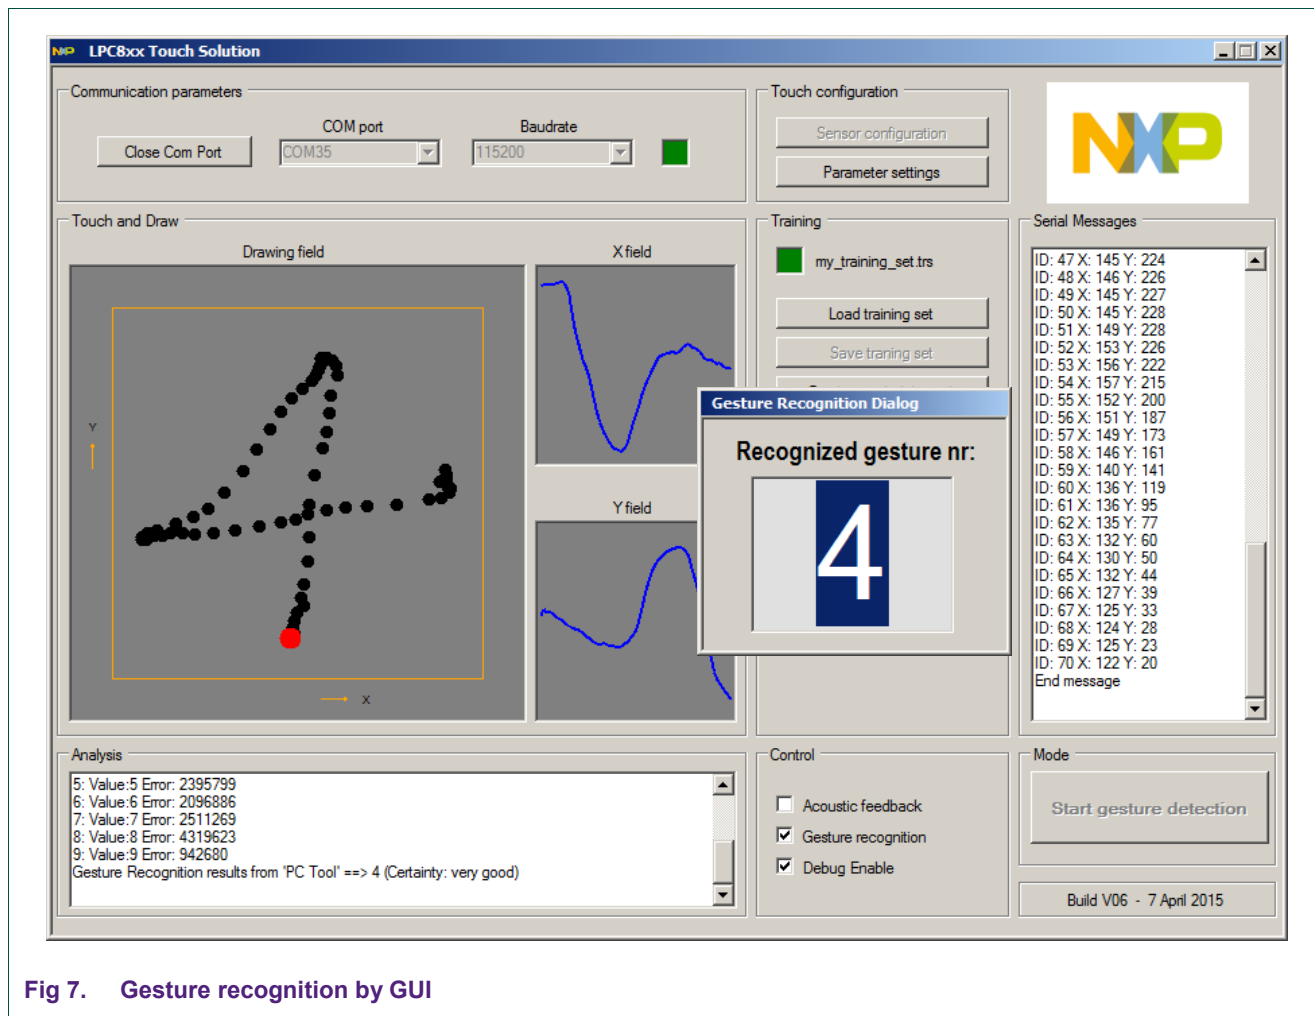 NXP LPC8xx Touch Solution
Communication parameters
COM port
Baudrate
Close Com Port
COM35
115200
Touch configuration
Sensor configuration
Parameter settings
NXP
Touch and Draw
Drawing field
Y
X
X field
Y field
Training
my_training_set.trs
Load training set
Save traning set
Gesture Recognition Dialog
Recognized gesture nr:
4
Serial Messages
ID: 47 X: 145 Y: 224
ID: 48 X: 146 Y: 226
ID: 49 X: 145 Y: 227
ID: 50 X: 145 Y: 228
ID: 51 X: 149 Y: 228
ID: 52 X: 153 Y: 226
ID: 53 X: 156 Y: 222
ID: 54 X: 157 Y: 215
ID: 55 X: 152 Y: 200
ID: 56 X: 151 Y: 187
ID: 57 X: 149 Y: 173
ID: 58 X: 146 Y: 161
ID: 59 X: 140 Y: 141
ID: 60 X: 136 Y: 119
ID: 61 X: 136 Y: 95
ID: 62 X: 135 Y: 77
ID: 63 X: 132 Y: 60
ID: 64 X: 130 Y: 50
ID: 65 X: 132 Y: 44
ID: 66 X: 127 Y: 39
ID: 67 X: 125 Y: 33
ID: 68 X: 124 Y: 28
ID: 69 X: 125 Y: 23
ID: 70 X: 122 Y: 20
End message
Analysis
5: Value:5 Error: 2395799
6: Value:6 Error: 2096886
7: Value:7 Error: 2511269
8: Value:8 Error: 4319623
9: Value:9 Error: 942680
Gesture Recognition results from 'PC Tool' ==> 4 (Certainty: very good)
Control
Acoustic feedback
Gesture recognition
Debug Enable
Mode
Start gesture detection
Build V06 - 7 April 2015
Fig 7. Gesture recognition by GUI